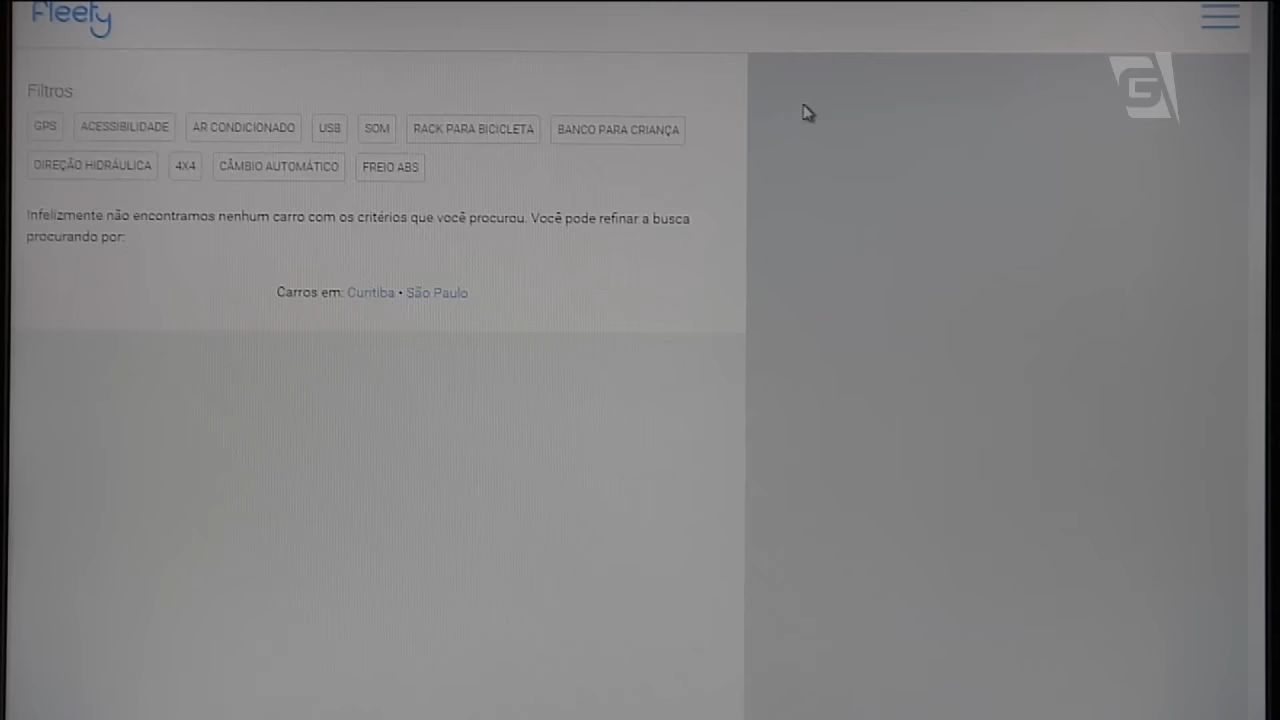 Fleety
Filtros
GPS ACESSIBILIDADE AR CONDICIONADO USB SOM RACK PARA BICICLETA BANCO PARA CRIANÇA
DIREÇÃO HIDRÁULICA 4X4 CÂMBIO AUTOMÁTICO FREIO ABS
Infelizmente não encontramos nenhum carro com os critérios que você procurou. Você pode refinar a busca
procurando por:
Carros em: Curitiba • São Paulo